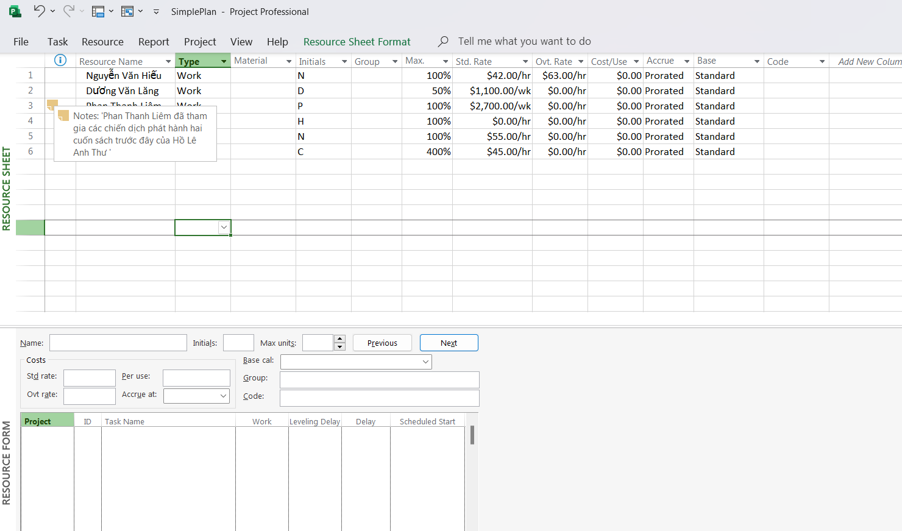 SimplePlan - Project Professional
File Task Resource Report Project View Help Resource Sheet Format Tell me what you want to do
Resource Name Type Material Initials Group Max. Std. Rate Ovt. Rate Cost/Use Accrue Base Code Add New Colum
1 Nguyễn Văn Hiếu Work N 100% $42.00/hr $63.00/hr $0.00 Prorated Standard
2 Dương Văn Lăng Work D 50% $1,100.00/wk $0.00/hr $0.00 Prorated Standard
3 Phan Thanh Liêm Work P 100% $2,700.00/wk $0.00/hr $0.00 Prorated Standard
4 H 100% $0.00/hr $0.00/hr $0.00 Prorated Standard
5 N 100% $55.00/hr $0.00/hr $0.00 Prorated Standard
6 C 400% $45.00/hr $0.00/hr $0.00 Prorated Standard
Notes: 'Phan Thanh Liêm đã tham
gia các chiến dịch phát hành hai
cuốn sách trước đây của Hồ Lê
Anh Thư '
RESOURCE SHEET
Name: Initials: Max units: Previous Next
Costs Base cal:
Std rate: Per use: Group:
Ovt rate: Accrue at: Code:
Project ID Task Name Work Leveling Delay Delay Scheduled Start
RESOURCE FORM